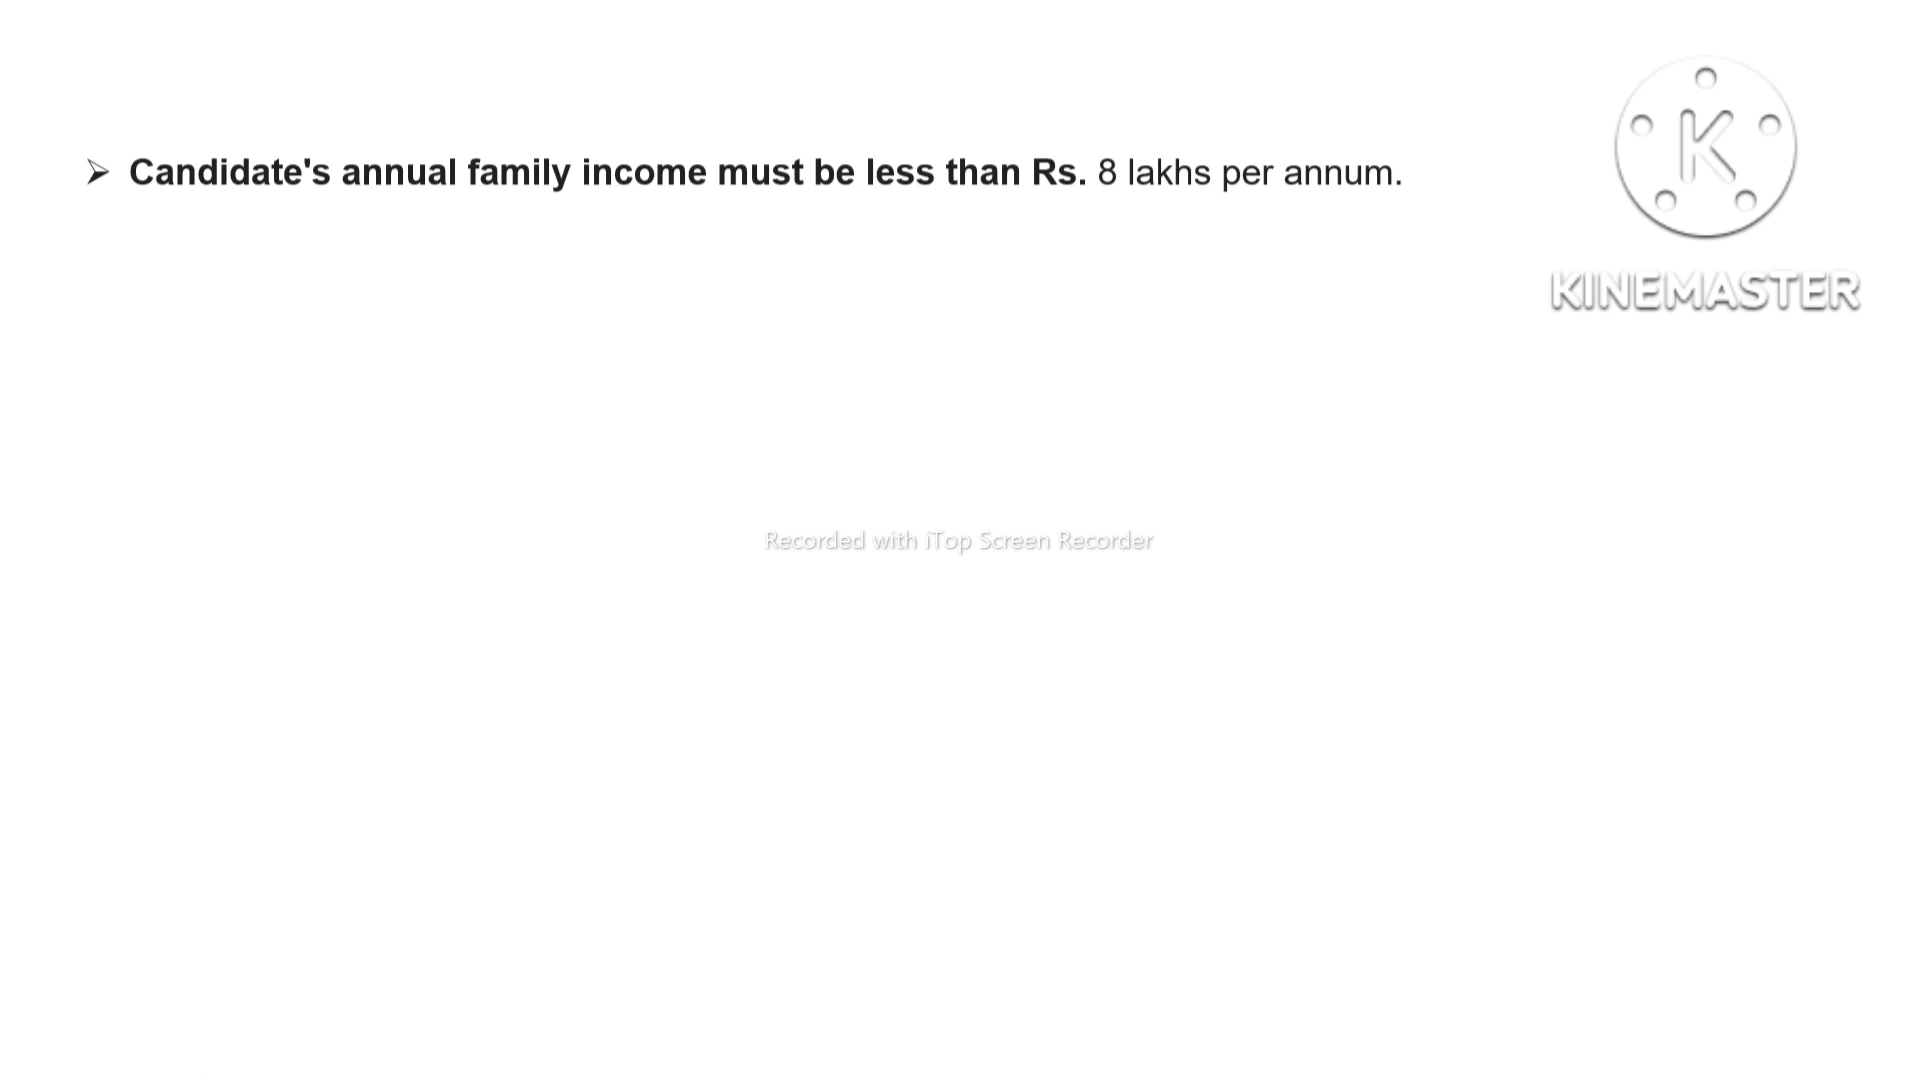 ➢ Candidate's annual family income must be less than Rs. 8 lakhs per annum.
K
KINEMASTER
Recorded with iTop Screen Recorder